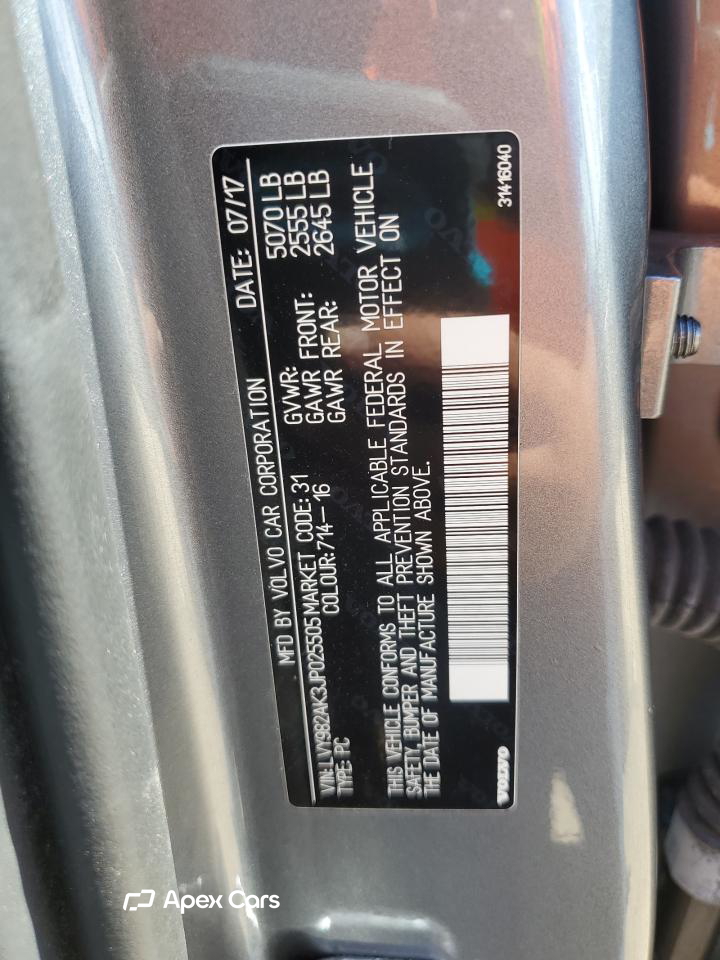 MFD BY VOLVO CAR CORPORATION DATE: 07/17
VIN:LVY982AK3JP025505 MARKET CODE: 31 GVWR: 5070 LB
TYPE: PC COLOUR: 714-16 GAWR FRONT: 2555 LB
GAWR REAR: 2645 LB
THIS VEHICLE CONFORMS TO ALL APPLICABLE FEDERAL MOTOR VEHICLE
SAFETY, BUMPER AND THEFT PREVENTION STANDARDS IN EFFECT ON
THE DATE OF MANUFACTURE SHOWN ABOVE.
VOLVO 31416040
Apex Cars